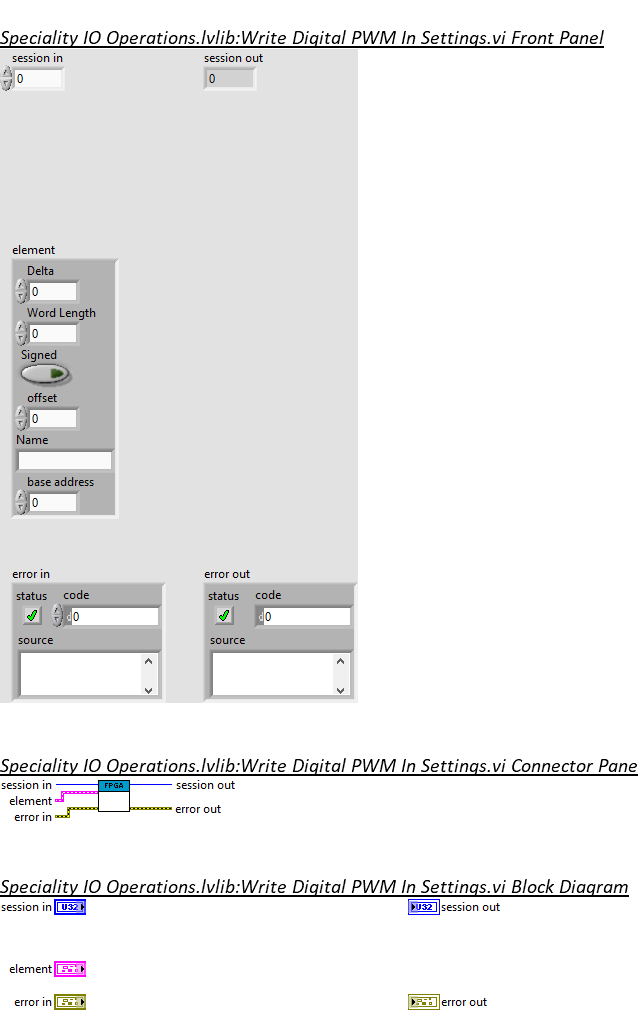 Speciality IO Operations.lvlib:Write Digital PWM In Settings.vi Front Panel
session in session out
0 0
element
Delta
0
Word Length
0
Signed
offset
0
Name
base address
0
error in error out
status code status code
d 0 d 0
source source
Speciality IO Operations.lvlib:Write Digital PWM In Settings.vi Connector Pane
session in FPGA session out
element
error in error out
Speciality IO Operations.lvlib:Write Digital PWM In Settings.vi Block Diagram
session in U32 U32 session out
element
error in error out